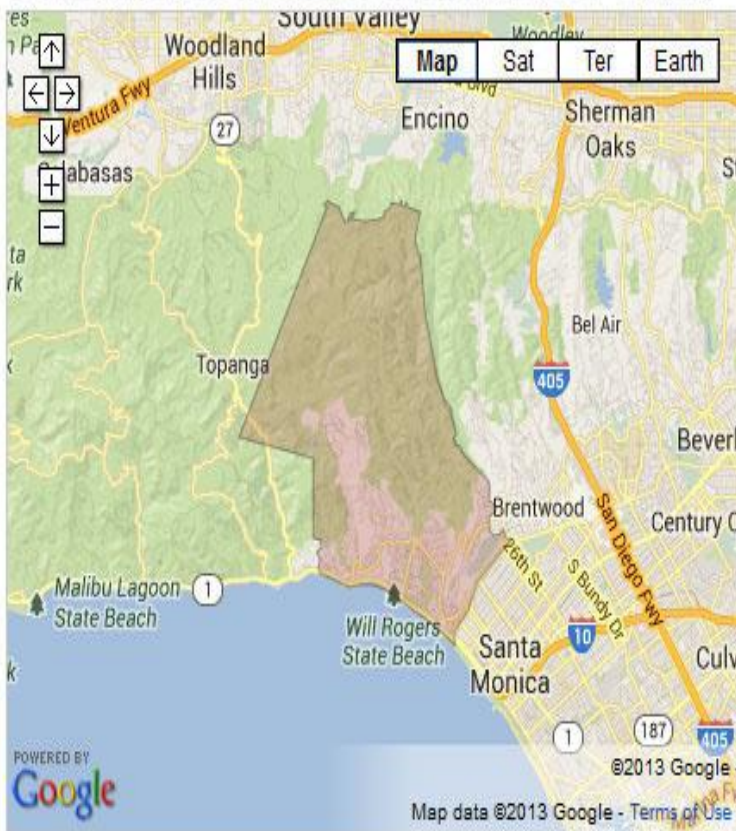 South Valley
Woodland
Hills
Woodley
Map
Sat
Ter
Earth
Ventura Fwy
27
Encino
Sherman
Oaks
abasas
Topanga
Bel Air
405
Brentwood
Century C
San Diego Fwy
26th St
S Bundy Dr
Malibu Lagoon
State Beach
1
Will Rogers
State Beach
10
Santa
Monica
Culv
1
187
405
POWERED BY
Google
©2013 Google -
Map data ©2013 Google - Terms of Use